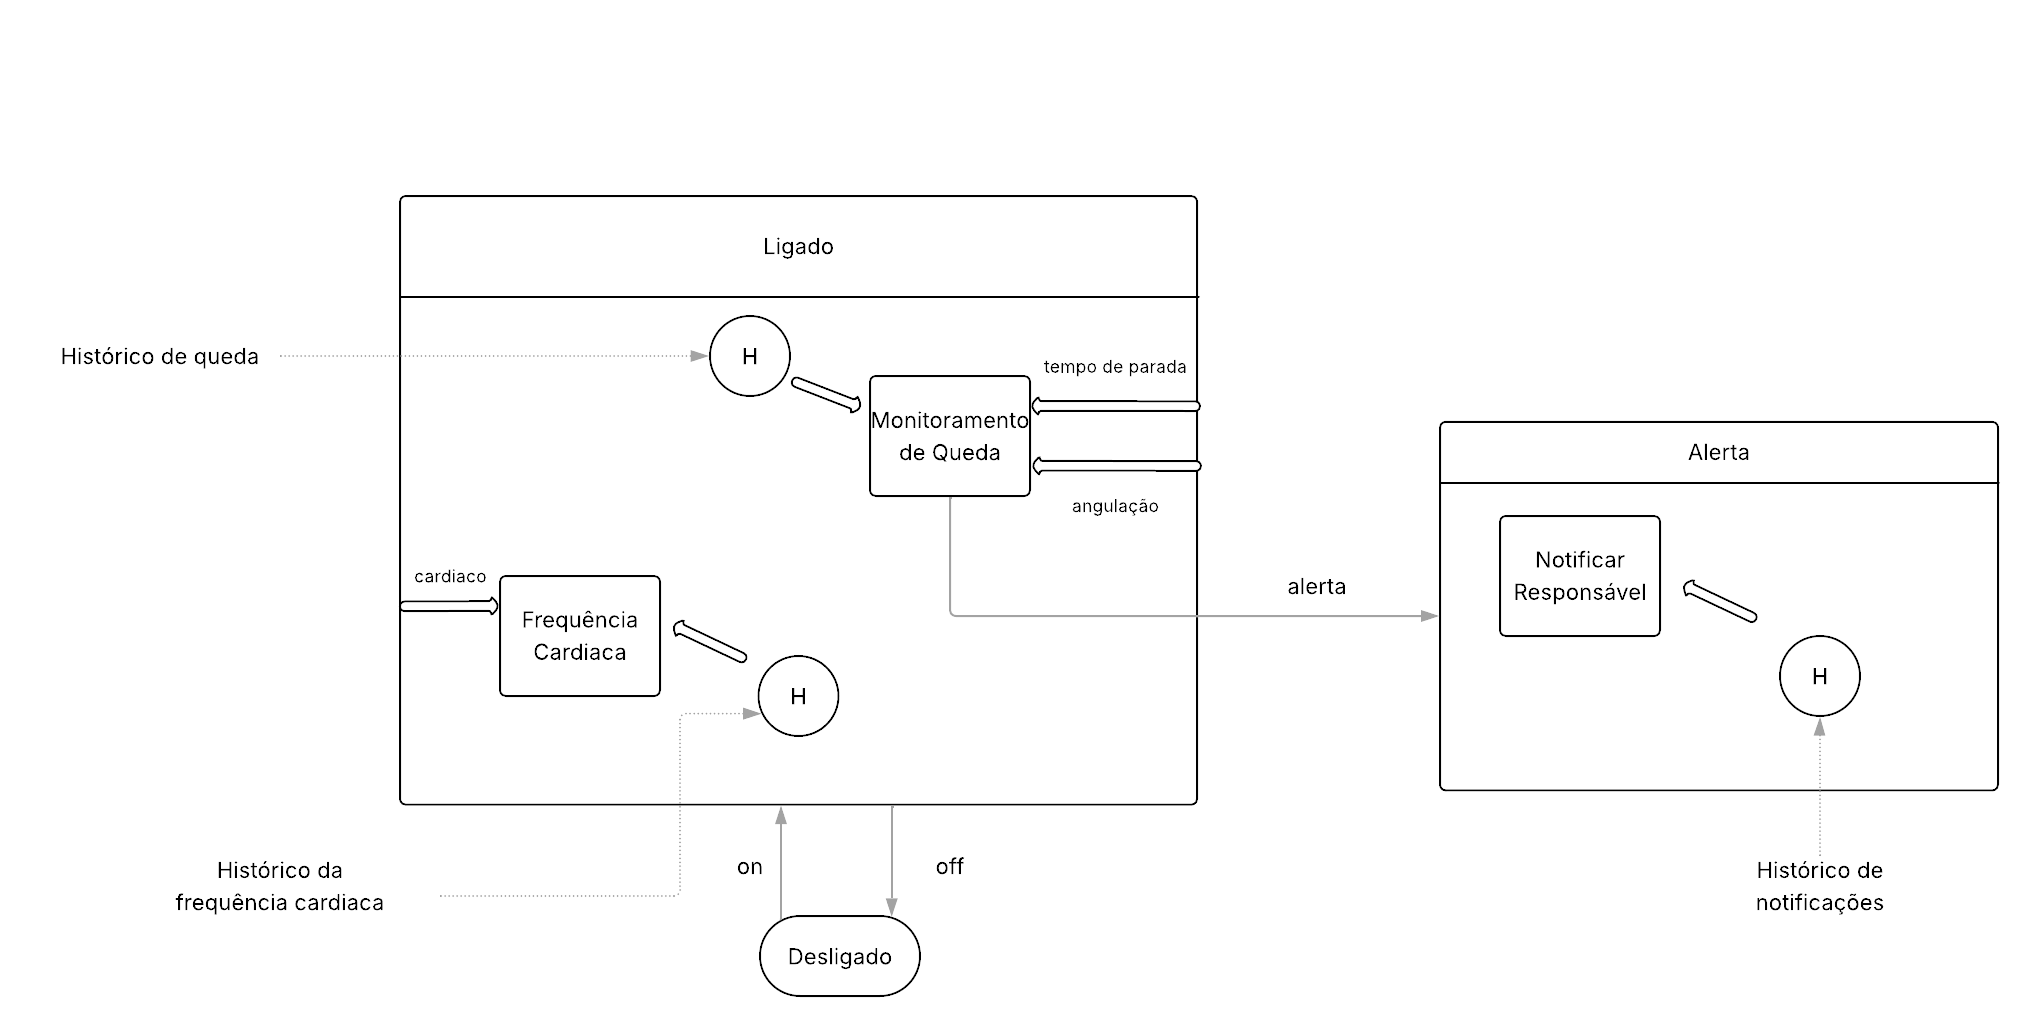 Ligado
Histórico de queda
H
tempo de parada
Monitoramento
de Queda
angulação
Alerta
Notificar
Responsável
alerta
cardiaco
Frequência
Cardiaca
H
H
on
off
Histórico da
frequência cardiaca
Histórico de
notificações
Desligado